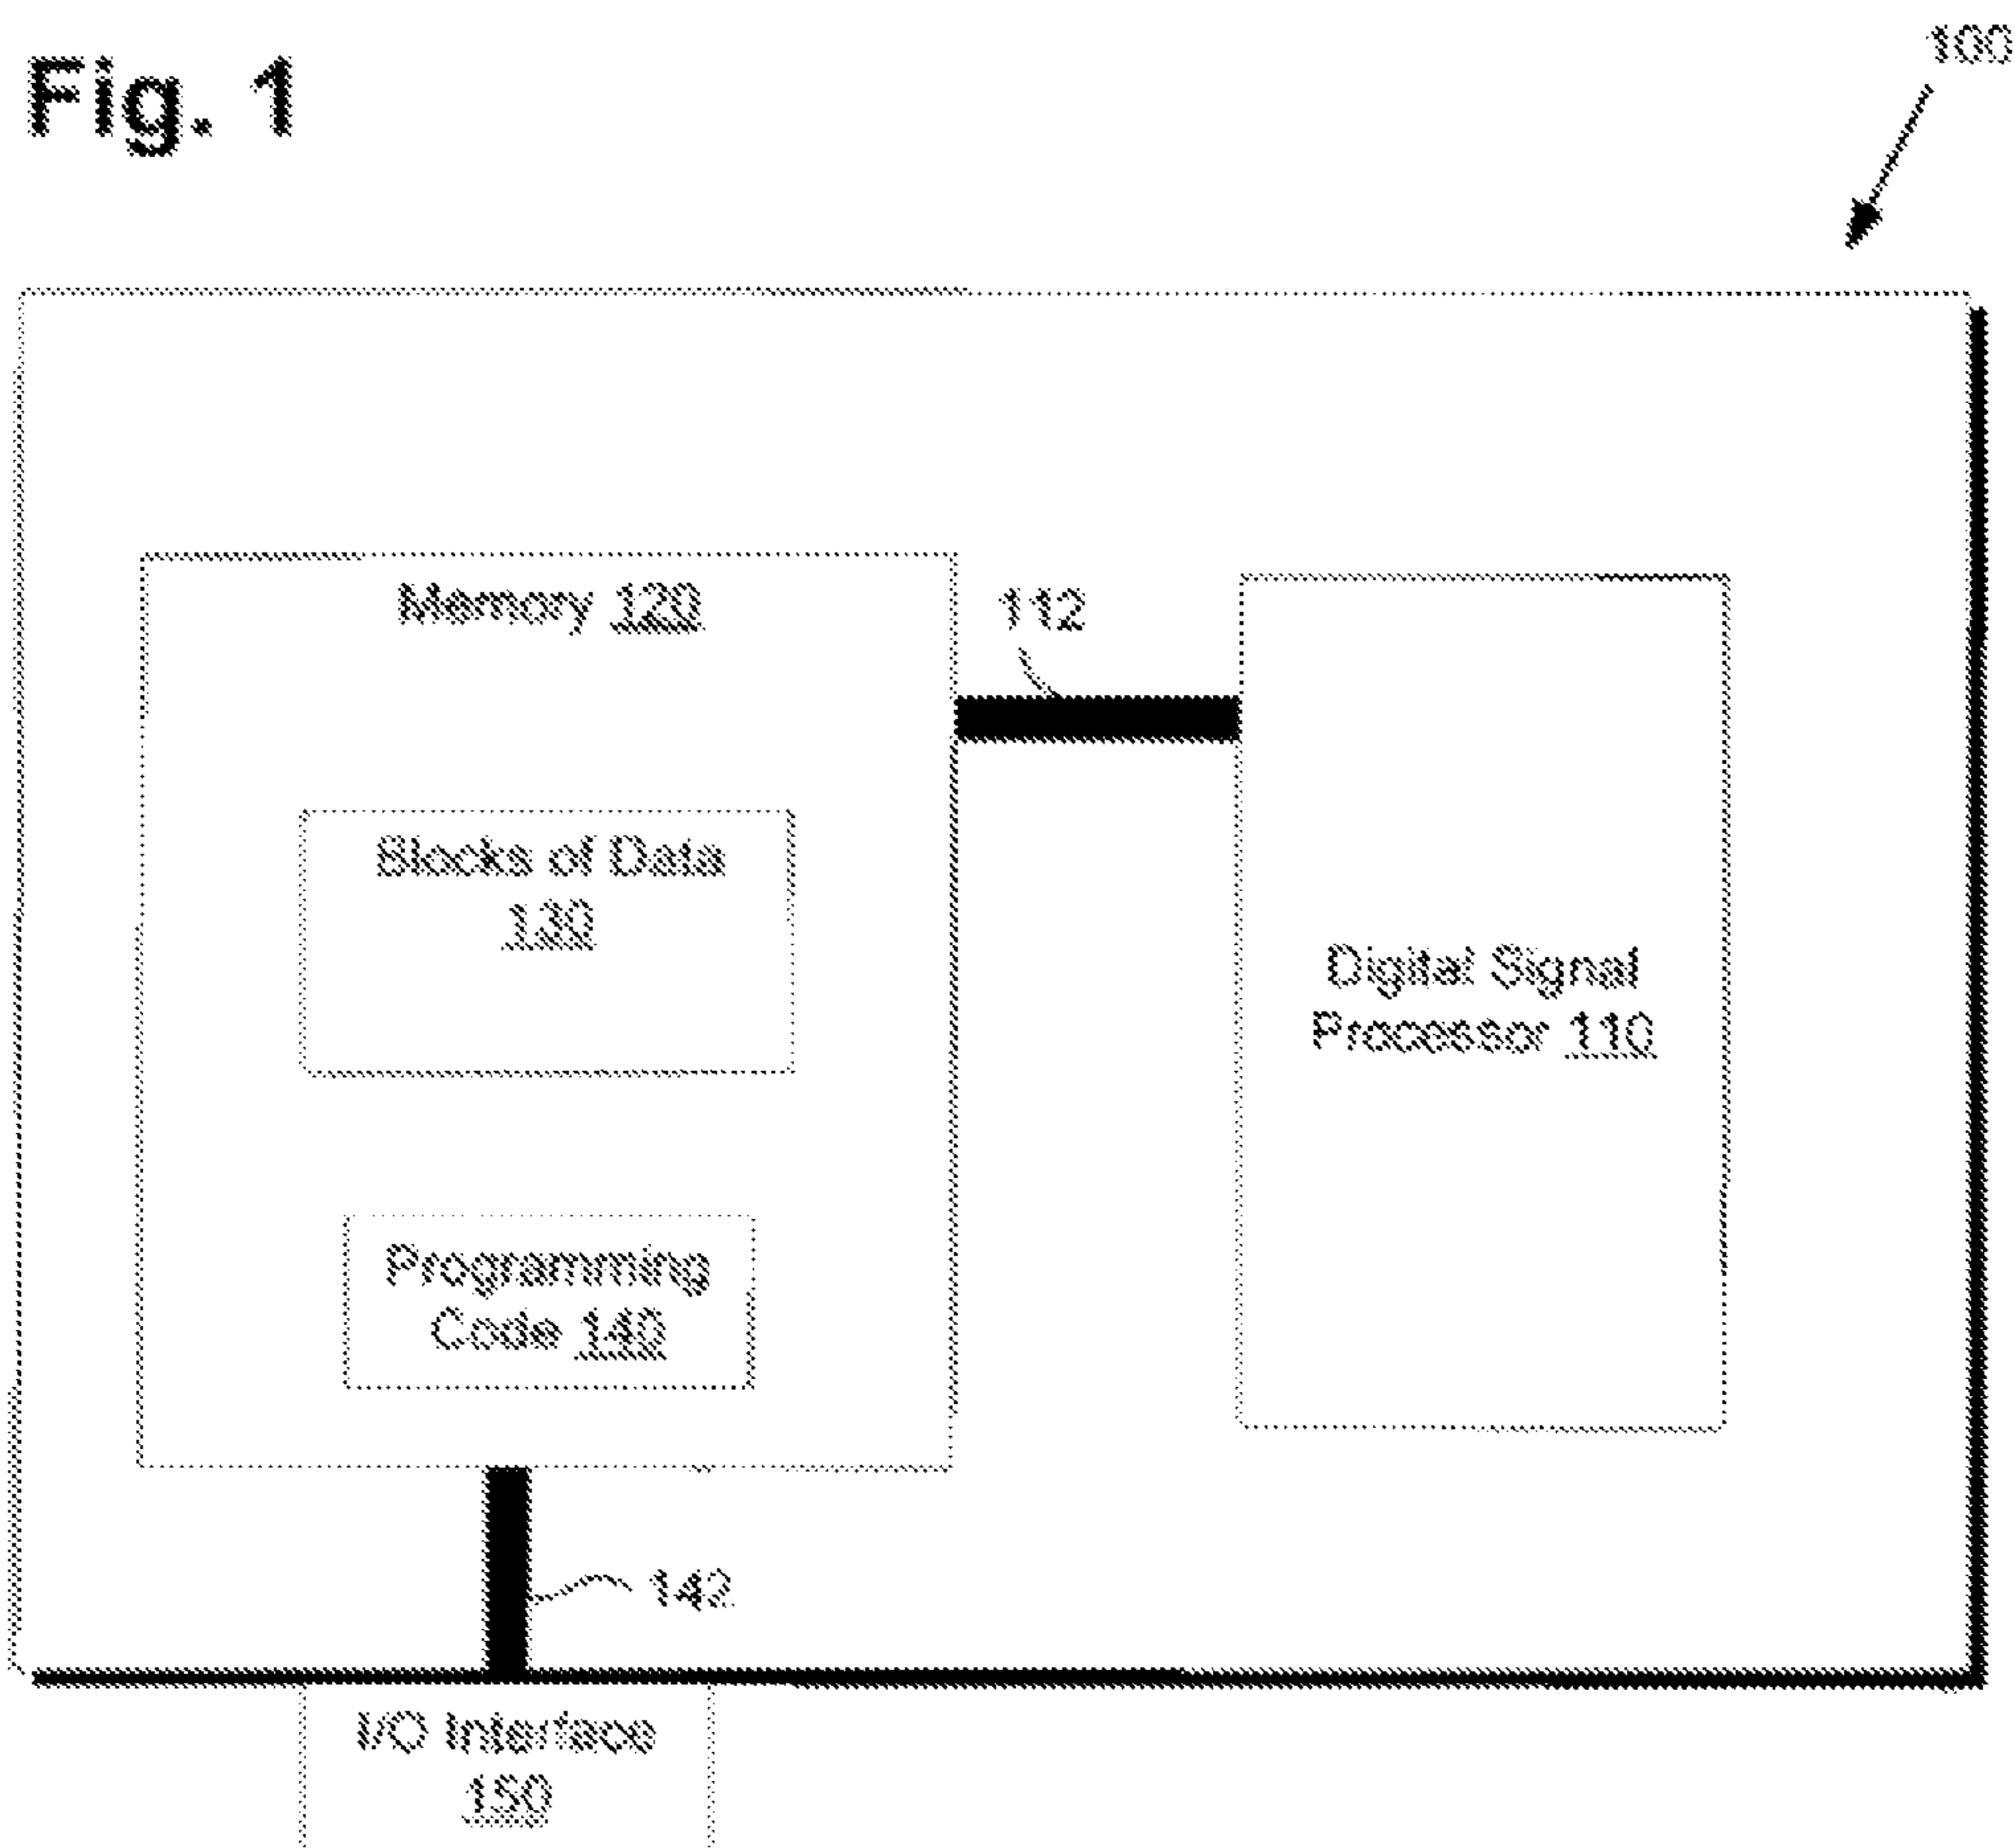 Fig. 1
100
Memory 120
112
Blocks of Data
130
Digital Signal
Processor 110
Programming
Code 140
142
I/O Interface
150